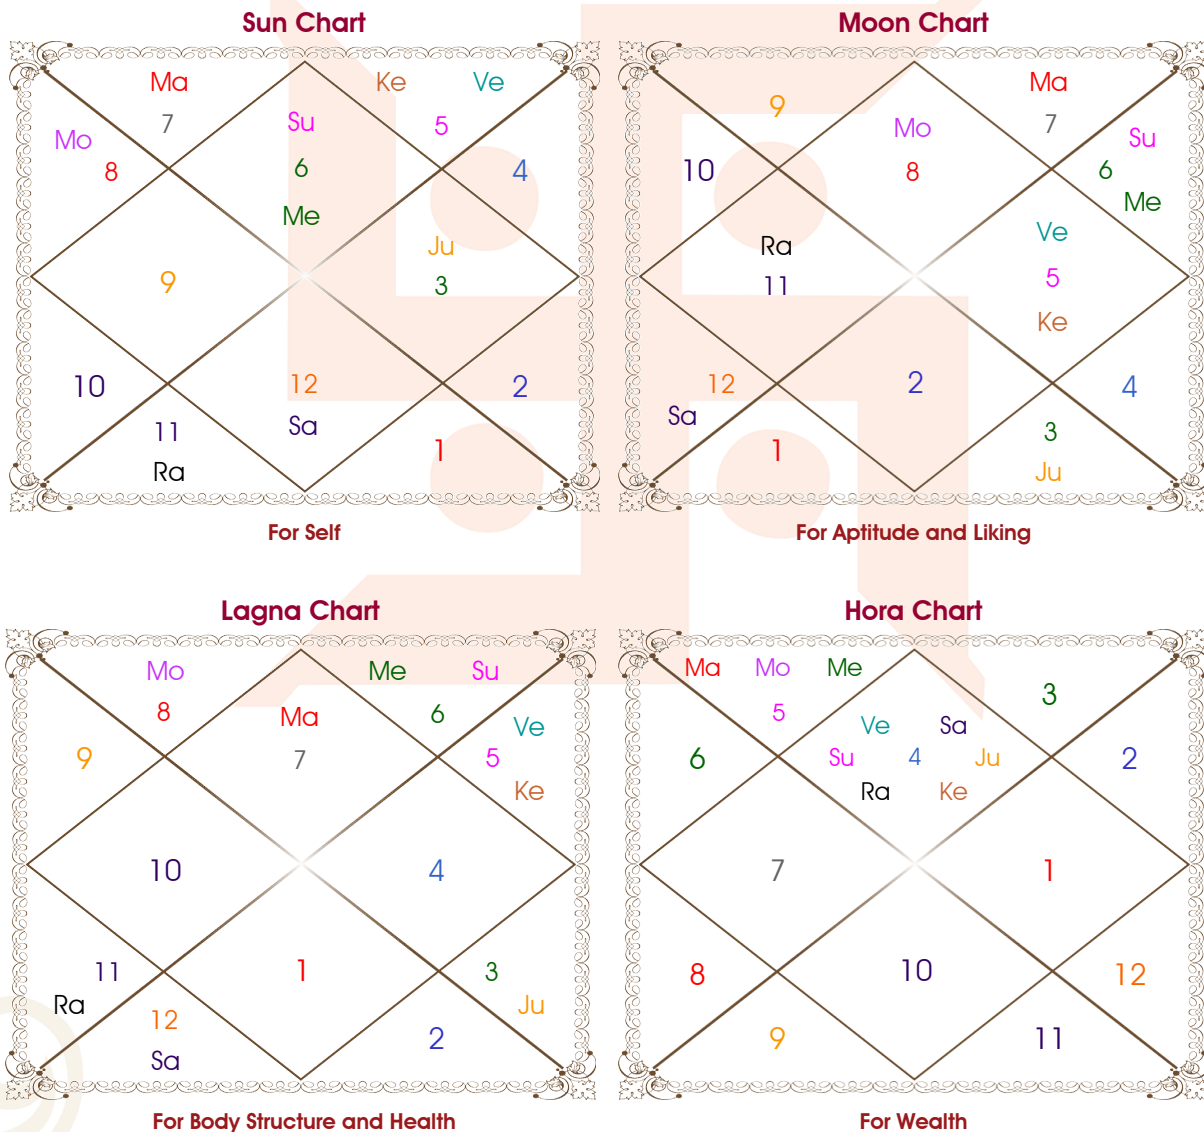 Sun Chart
Ma
Ke
Ve
7
Su
5
Mo
8
6
4
Me
Ju
9
3
10
12
2
11
Sa
1
Ra
For Self
Moon Chart
9
Ma
Mo
7
Su
10
8
6
Me
Ra
Ve
11
5
Ke
12
2
4
Sa
1
3
Ju
For Aptitude and Liking
Lagna Chart
Mo
Me
Su
8
Ma
6
Ve
9
7
5
Ke
10
4
11
1
3
Ra
Ju
12
2
Sa
For Body Structure and Health
Hora Chart
Ma Mo Me
3
5
Ve
Sa
6
Su
4
Ju
2
Ra
Ke
7
1
8
10
12
9
11
For Wealth